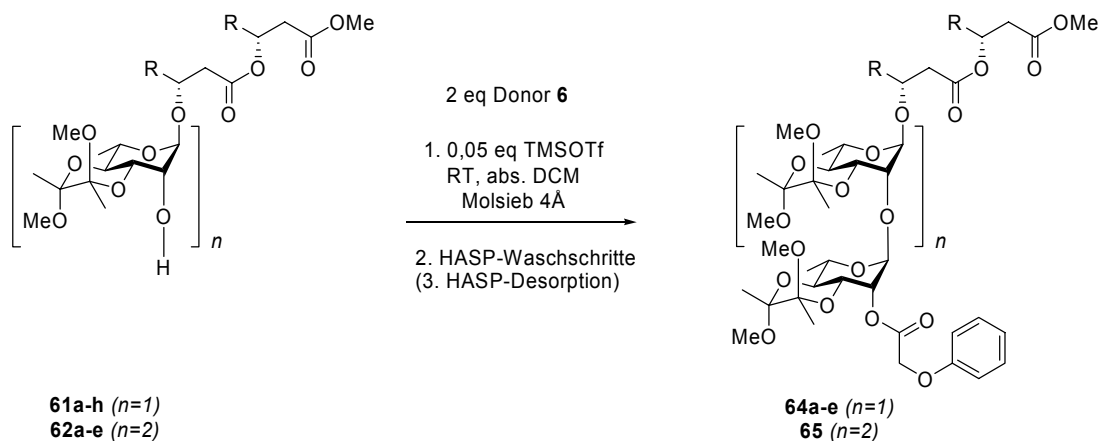 R
OMe
R
O
O
O
O
MeO
O
O
O
MeO
O
H
n
61a-h (n=1)
62a-e (n=2)
2 eq Donor 6
1. 0,05 eq TMSOTf
RT, abs. DCM
Molsieb 4Å
2. HASP-Waschschritte
(3. HASP-Desorption)
R
OMe
R
O
O
O
O
MeO
O
O
O
MeO
O
n
MeO
O
O
O
MeO
O
O
O
64a-e (n=1)
65 (n=2)